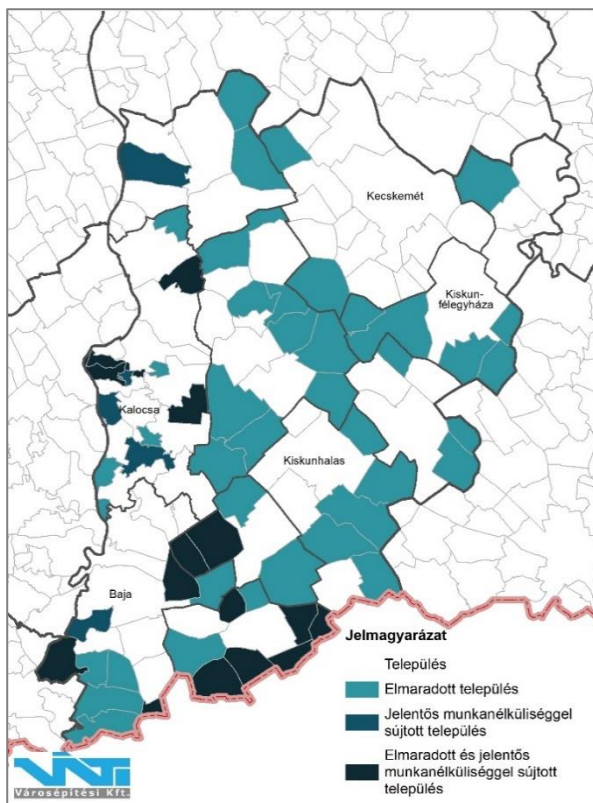 Kecskemét
Kiskun-
félegyháza
Kalocsa
Kiskunhalas
Baja
Jelmagyarázat
Település
Elmaradott település
Jelentős munkanélküliséggel
sújtott település
Elmaradott és jelentős
munkanélküliséggel sújtott
település
VÁTI
Városépítési Kft.